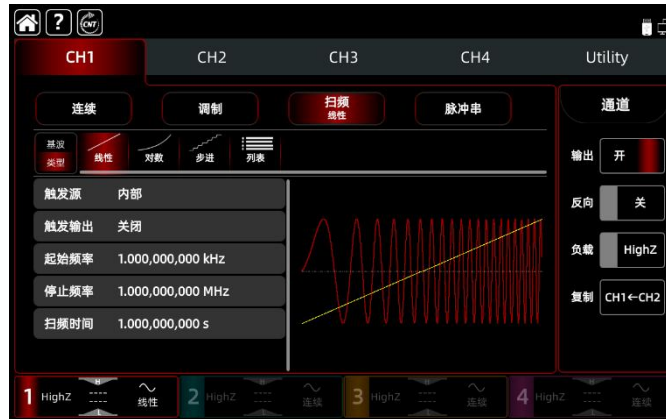 ? CNT
CH1 CH2 CH3 CH4 Utility
连续 调制 扫频 脉冲串 通道
线性
基波
类型 线性 对数 步进 列表
输出 开
触发源 内部
反向 关
触发输出 关闭
起始频率 1.000,000,000 kHz
负载 HighZ
停止频率 1.000,000,000 MHz
复制 CH1←CH2
扫频时间 1.000,000,000 s
1 HighZ H L 线性 2 HighZ H L 连续 3 HighZ H L 连续 4 HighZ H L 连续